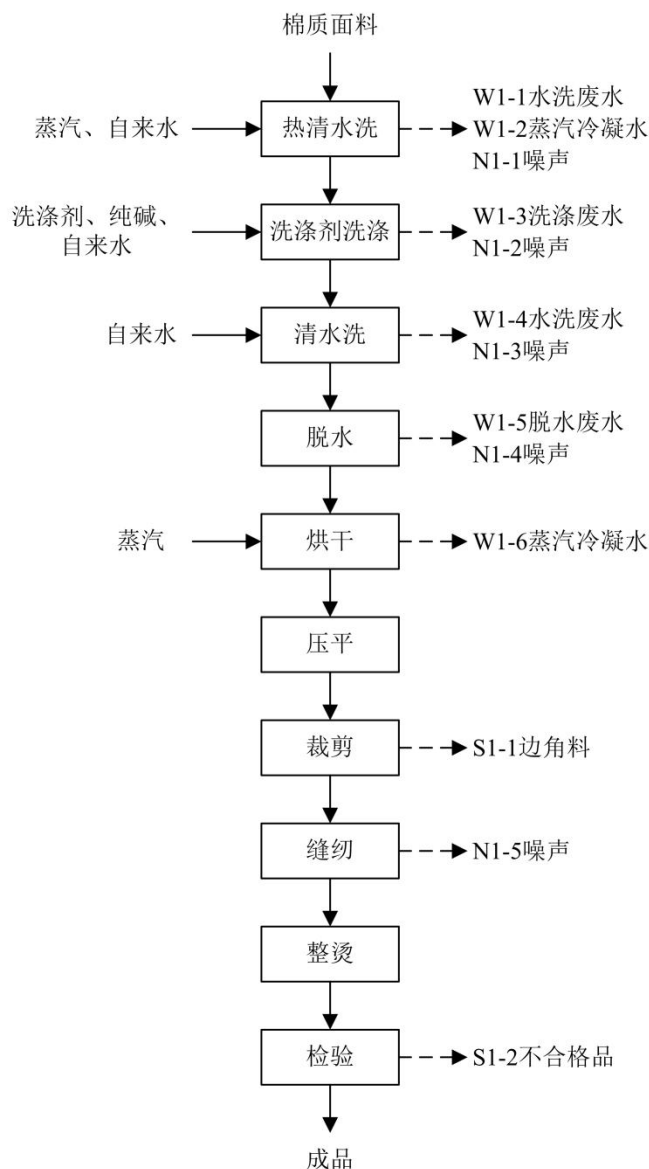 棉质面料
蒸汽、自来水
热清水洗
W1-1水洗废水
W1-2蒸汽冷凝水
N1-1噪声
洗涤剂、纯碱、
自来水
洗涤剂洗涤
W1-3洗涤废水
N1-2噪声
自来水
清水洗
W1-4水洗废水
N1-3噪声
脱水
W1-5脱水废水
N1-4噪声
蒸汽
烘干
W1-6蒸汽冷凝水
压平
裁剪
S1-1边角料
缝纫
N1-5噪声
整烫
检验
S1-2不合格品
成品